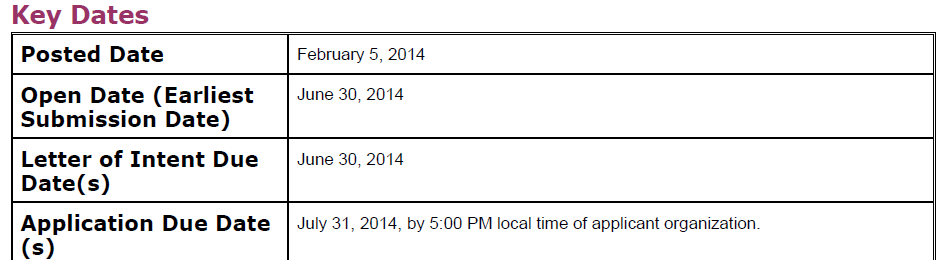 Key Dates
Posted Date
February 5, 2014
Open Date (Earliest
Submission Date)
June 30, 2014
Letter of Intent Due
Date(s)
June 30, 2014
Application Due Date
(s)
July 31, 2014, by 5:00 PM local time of applicant organization.